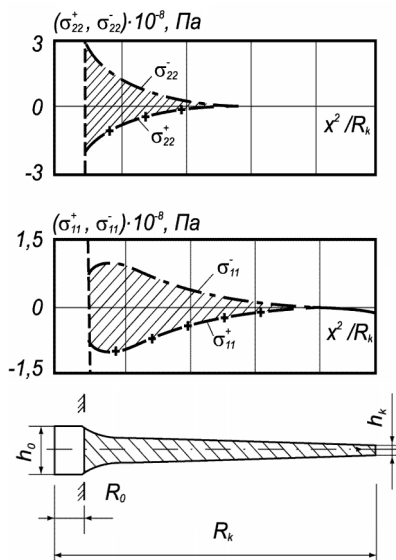 (σ⁺₂₂, σ⁻₂₂)·10⁻⁸, Па
3
σ⁻₂₂
0
σ⁺₂₂
x²/Rₖ
-3
(σ⁺₁₁, σ⁻₁₁)·10⁻⁸, Па
1,5
σ⁻₁₁
0
σ⁺₁₁
x²/Rₖ
-1,5
h₀
hₖ
R₀
Rₖ